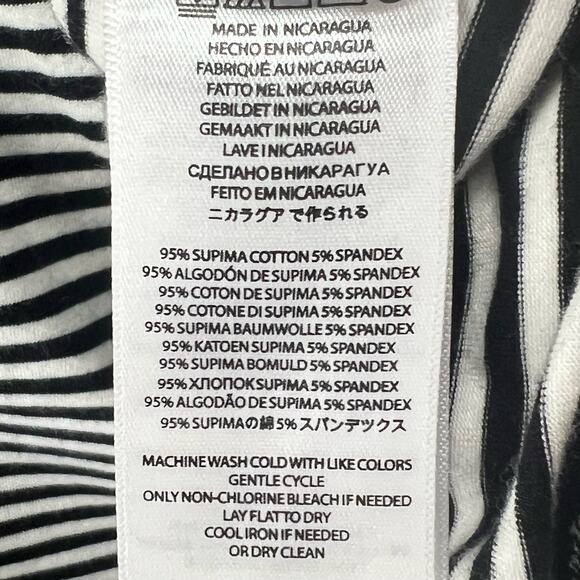 MADE IN NICARAGUA
HECHO EN NICARAGUA
FABRIQUÉ AU NICARAGUA
FATTO NEL NICARAGUA
GEBILDET IN NICARAGUA
GEMAAKT IN NICARAGUA
LAVE I NICARAGUA
СДЕЛАНО В НИКАРАГУА
FEITO EM NICARAGUA
ニカラグア で作られる
95% SUPIMA COTTON 5% SPANDEX
95% ALGODÓN DE SUPIMA 5% SPANDEX
95% COTON DE SUPIMA 5% SPANDEX
95% COTONE DI SUPIMA 5% SPANDEX
95% SUPIMA BAUMWOLLE 5% SPANDEX
95% KATOEN SUPIMA 5% SPANDEX
95% SUPIMA BOMULD 5% SPANDEX
95% ХЛОПОК SUPIMA 5% SPANDEX
95% ALGODÃO DE SUPIMA 5% SPANDEX
95% SUPIMAの綿 5% スパンデックス
MACHINE WASH COLD WITH LIKE COLORS
GENTLE CYCLE
ONLY NON-CHLORINE BLEACH IF NEEDED
LAY FLAT TO DRY
COOL IRON IF NEEDED
OR DRY CLEAN